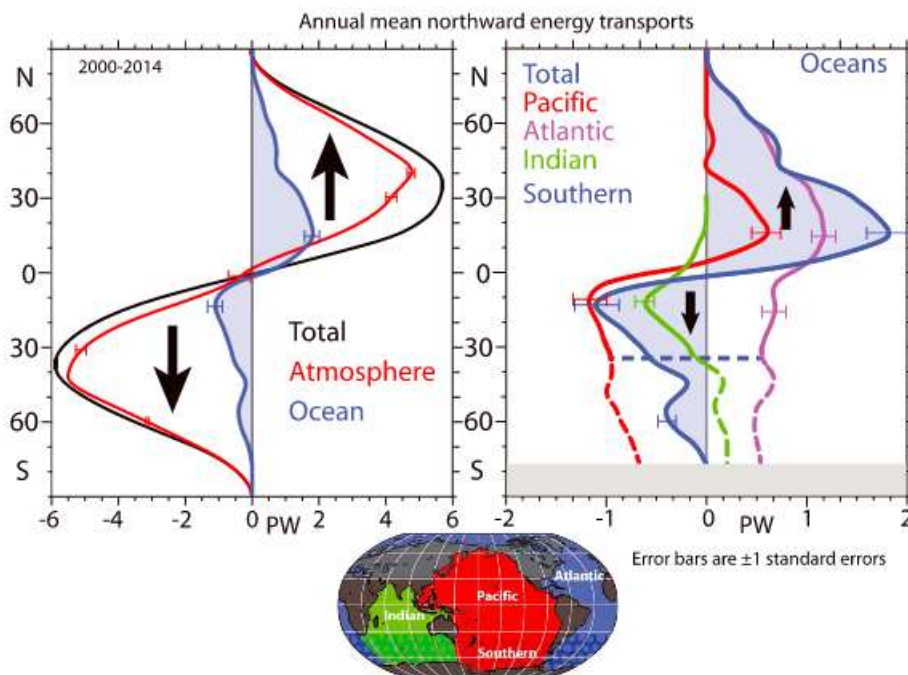 Annual mean northward energy transports
2000-2014
N
60
30
0
30
60
S
Total
Atmosphere
Ocean
-6 -4 -2 0 2 4 6
PW
N
60
30
0
30
60
S
Total
Pacific
Atlantic
Indian
Southern
Oceans
-2 -1 0 1 2
PW
Error bars are ±1 standard errors
Atlantic
Pacific
Indian
Southern